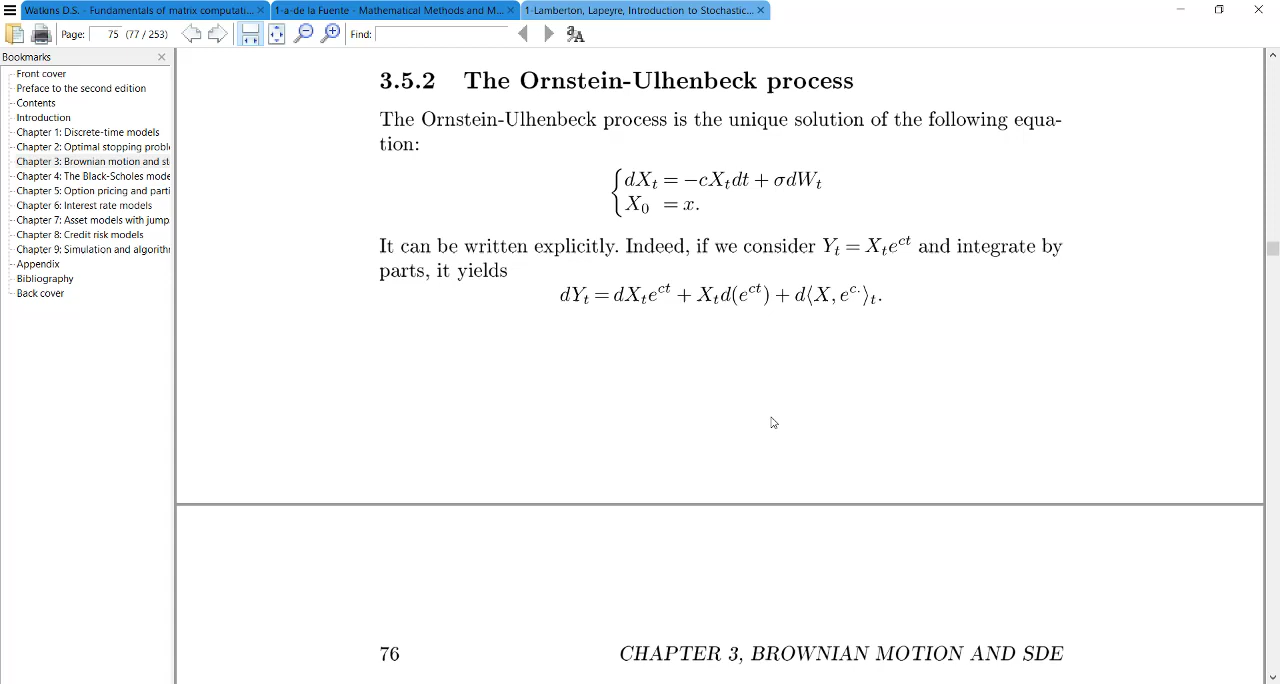 Watkins D.S. - Fundamentals of matrix computati...
1-a-de la Fuente - Mathematical Methods and M...
1-Lamberton, Lapeyre, Introduction to Stochastic...
Page: 75 (77 / 253)
Find:
Bookmarks
Front cover
Preface to the second edition
Contents
Introduction
Chapter 1: Discrete-time models
Chapter 2: Optimal stopping proble
Chapter 3: Brownian motion and st
Chapter 4: The Black-Scholes mode
Chapter 5: Option pricing and parti
Chapter 6: Interest rate models
Chapter 7: Asset models with jump
Chapter 8: Credit risk models
Chapter 9: Simulation and algorithr
Appendix
Bibliography
Back cover
3.5.2 The Ornstein-Ulhenbeck process
The Ornstein-Ulhenbeck process is the unique solution of the following equa-
tion:
{ dX_t = −cX_t dt + σdW_t
X_0 = x.
It can be written explicitly. Indeed, if we consider Y_t = X_t e^{ct} and integrate by
parts, it yields
dY_t = dX_t e^{ct} + X_t d(e^{ct}) + d⟨X, e^{c·}⟩_t.
76 CHAPTER 3, BROWNIAN MOTION AND SDE